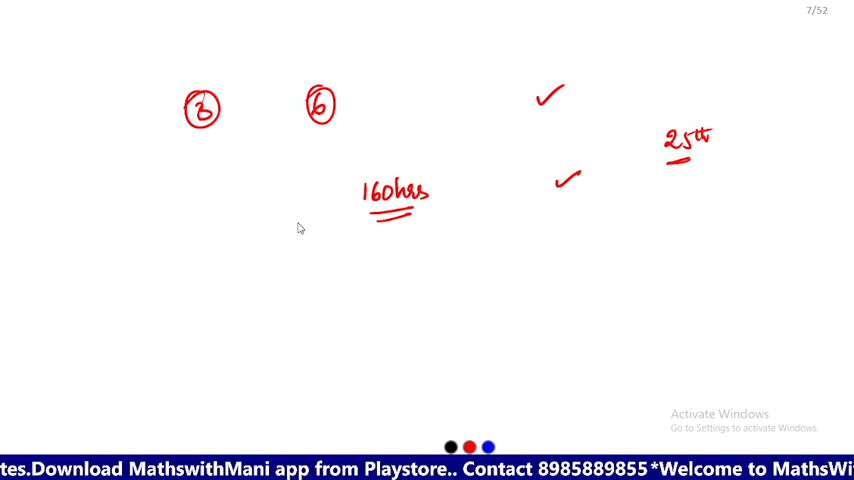 7/52
3 6 ✓
25th
160hrs ✓
Activate Windows
Go to Settings to activate Windows.
tes.Download MathswithMani app from Playstore.. Contact 8985889855*Welcome to MathsWi